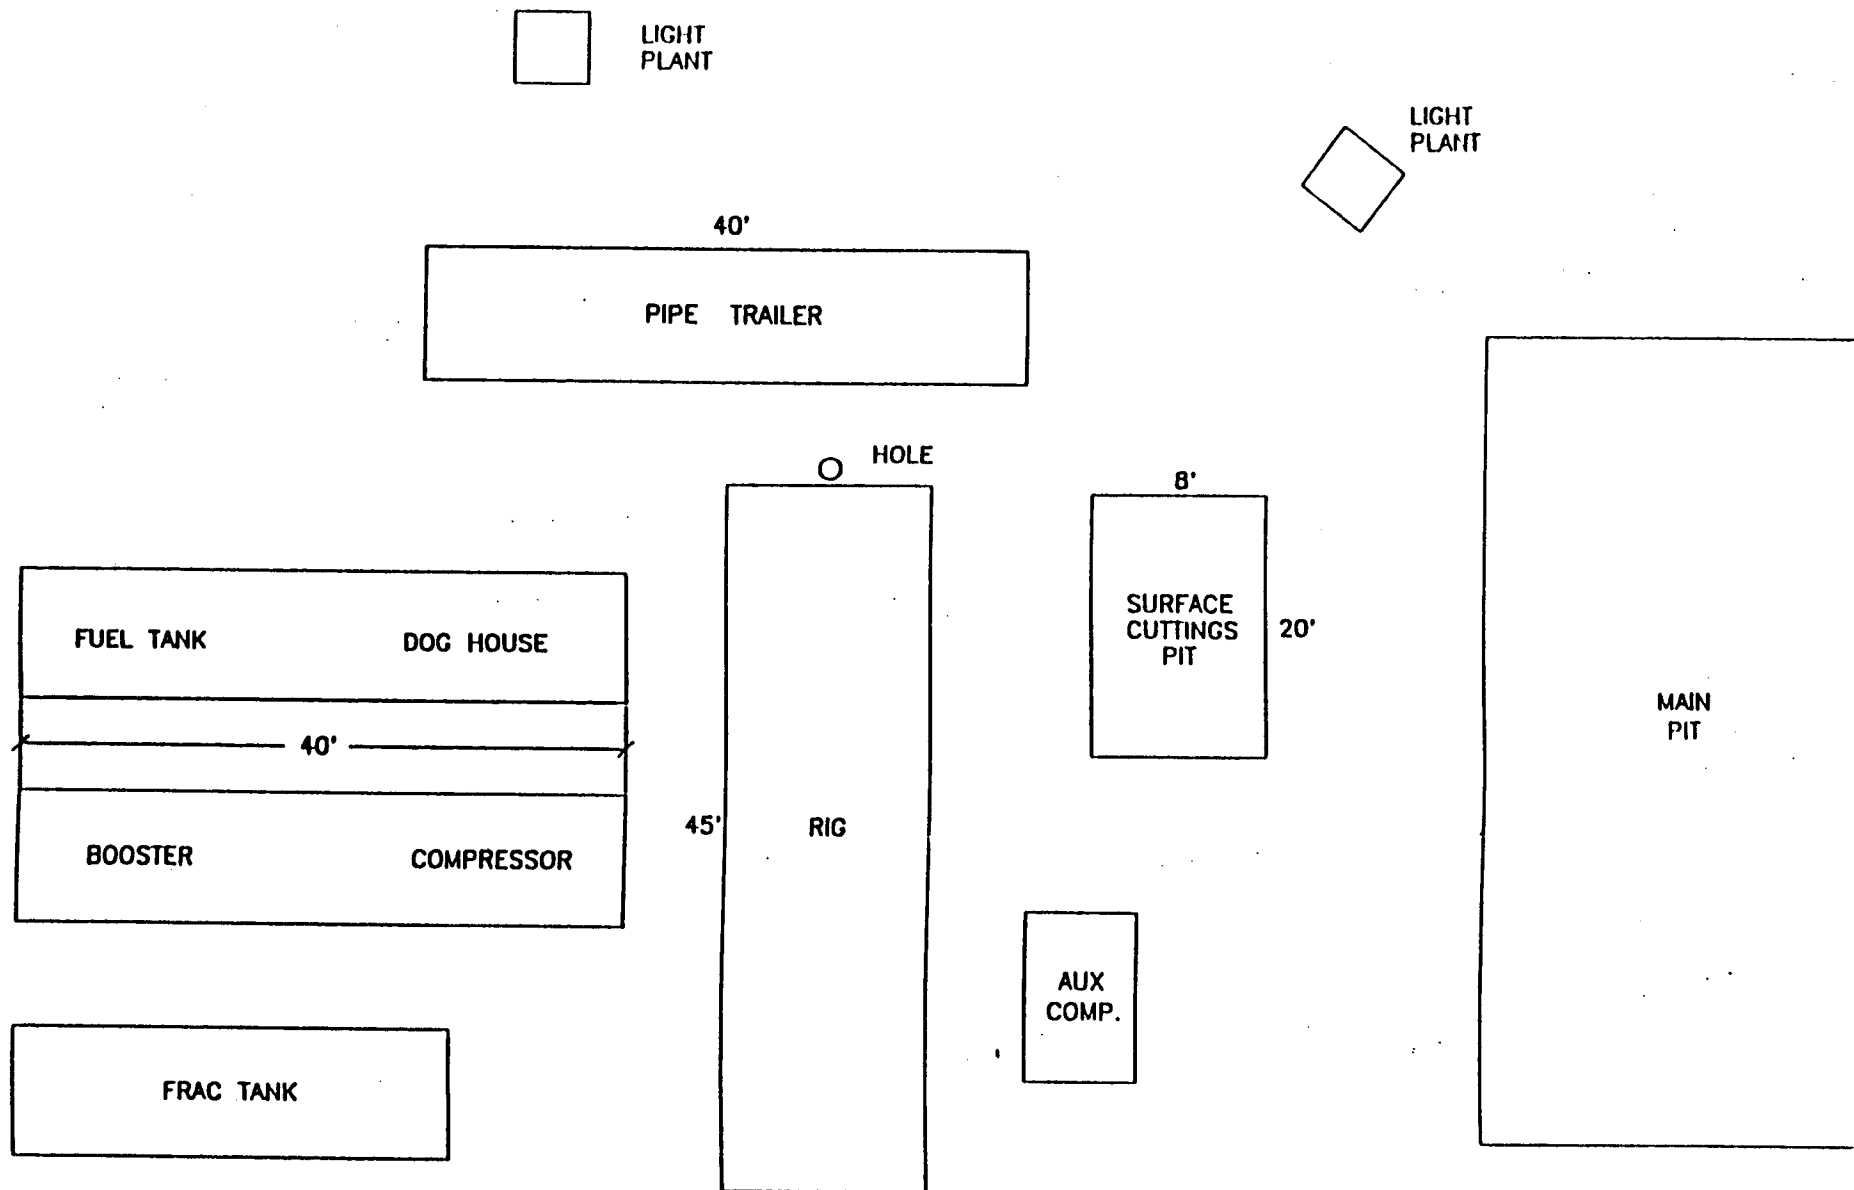 LIGHT
PLANT
LIGHT
PLANT
40'
PIPE TRAILER
HOLE
8'
SURFACE
CUTTINGS
PIT
20'
FUEL TANK DOG HOUSE
40'
BOOSTER COMPRESSOR
45'
RIG
MAIN
PIT
AUX
COMP.
FRAC TANK